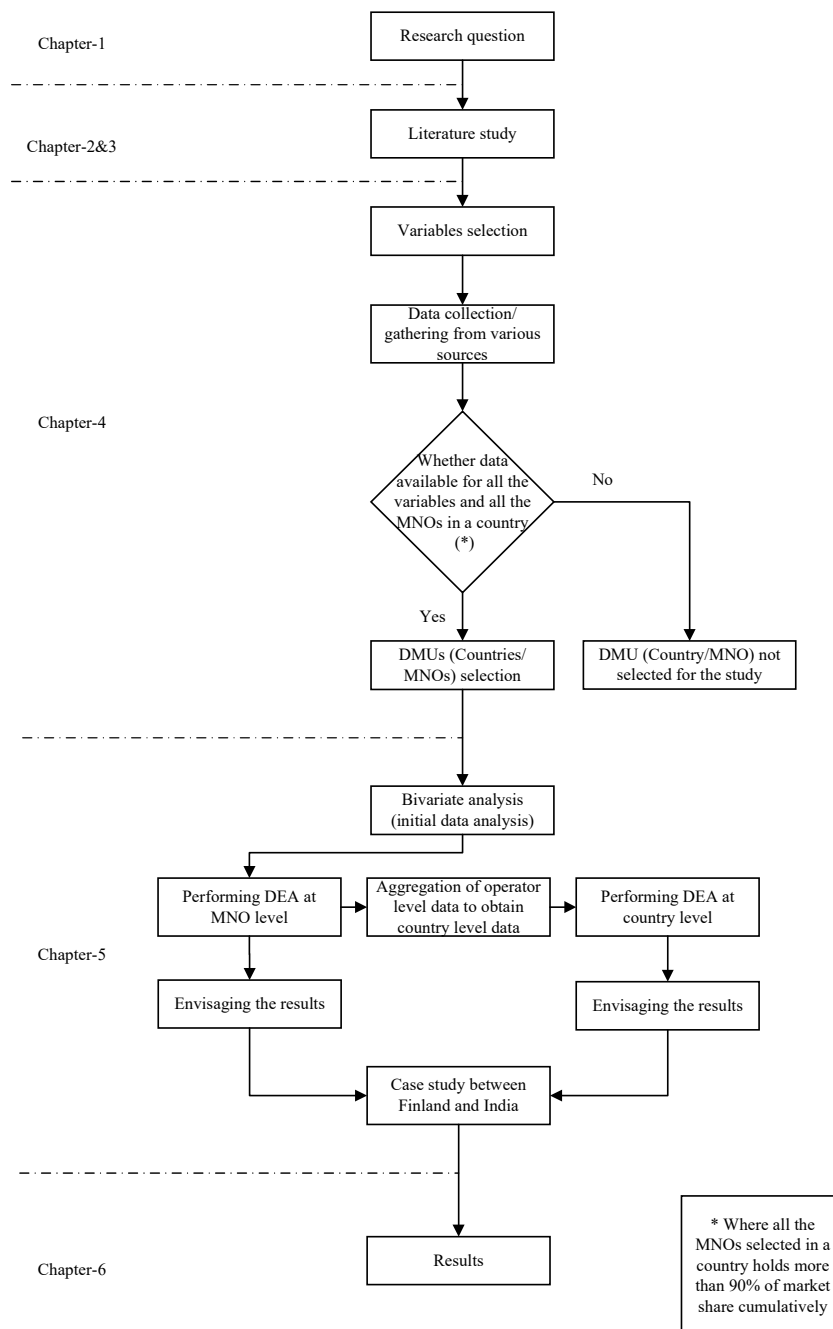 Chapter-1
Research question
Chapter-2&3
Literature study
Variables selection
Data collection/
gathering from various
sources
Chapter-4
Whether data
available for all the
variables and all the
MNOs in a country
(*)
No
Yes
DMUs (Countries/
MNOs) selection
DMU (Country/MNO) not
selected for the study
Bivariate analysis
(initial data analysis)
Performing DEA at
MNO level
Aggregation of operator
level data to obtain
country level data
Performing DEA at
country level
Chapter-5
Envisaging the results
Envisaging the results
Case study between
Finland and India
Chapter-6
Results
* Where all the
MNOs selected in a
country holds more
than 90% of market
share cumulatively